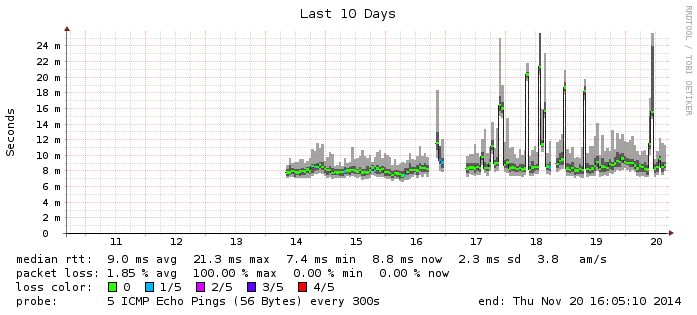 Last 10 Days
RRDTOOL / TOBI OETIKER
Seconds
24 m
22 m
20 m
18 m
16 m
14 m
12 m
10 m
8 m
6 m
4 m
2 m
0
11 12 13 14 15 16 17 18 19 20
median rtt: 9.0 ms avg 21.3 ms max 7.4 ms min 8.8 ms now 2.3 ms sd 3.8 am/s
packet loss: 1.85 % avg 100.00 % max 0.00 % min 0.00 % now
loss color: 0 1/5 2/5 3/5 4/5
probe: 5 ICMP Echo Pings (56 Bytes) every 300s end: Thu Nov 20 16:05:10 2014